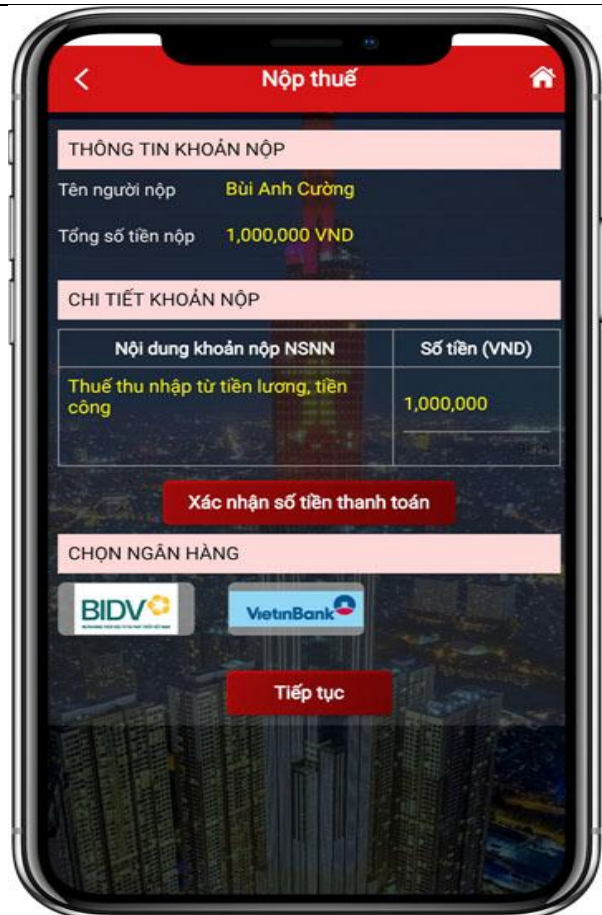 Nộp thuế
THÔNG TIN KHOẢN NỘP
Tên người nộp Bùi Anh Cường
Tổng số tiền nộp 1,000,000 VND
CHI TIẾT KHOẢN NỘP
Nội dung khoản nộp NSNN Số tiền (VND)
Thuế thu nhập từ tiền lương, tiền
công
1,000,000
Xác nhận số tiền thanh toán
CHỌN NGÂN HÀNG
BIDV
VietinBank
Tiếp tục